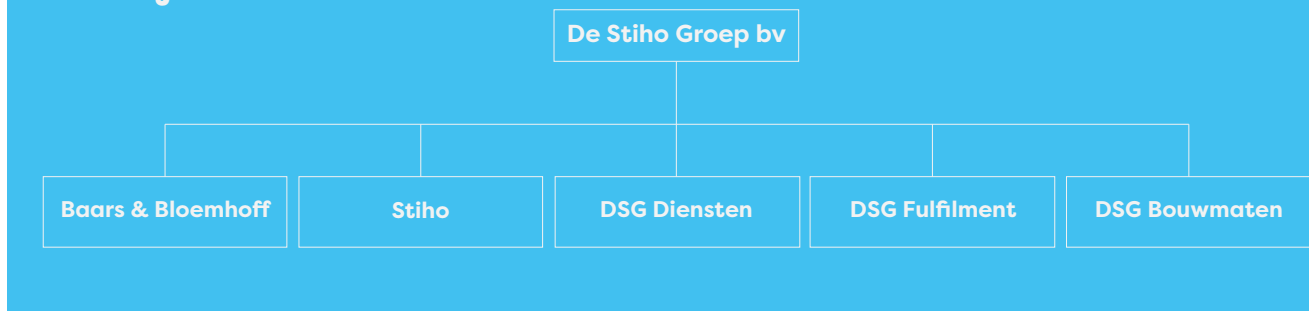 De Stiho Groep bv
Baars & Bloemhoff
Stiho
DSG Diensten
DSG Fulfilment
DSG Bouwmaten